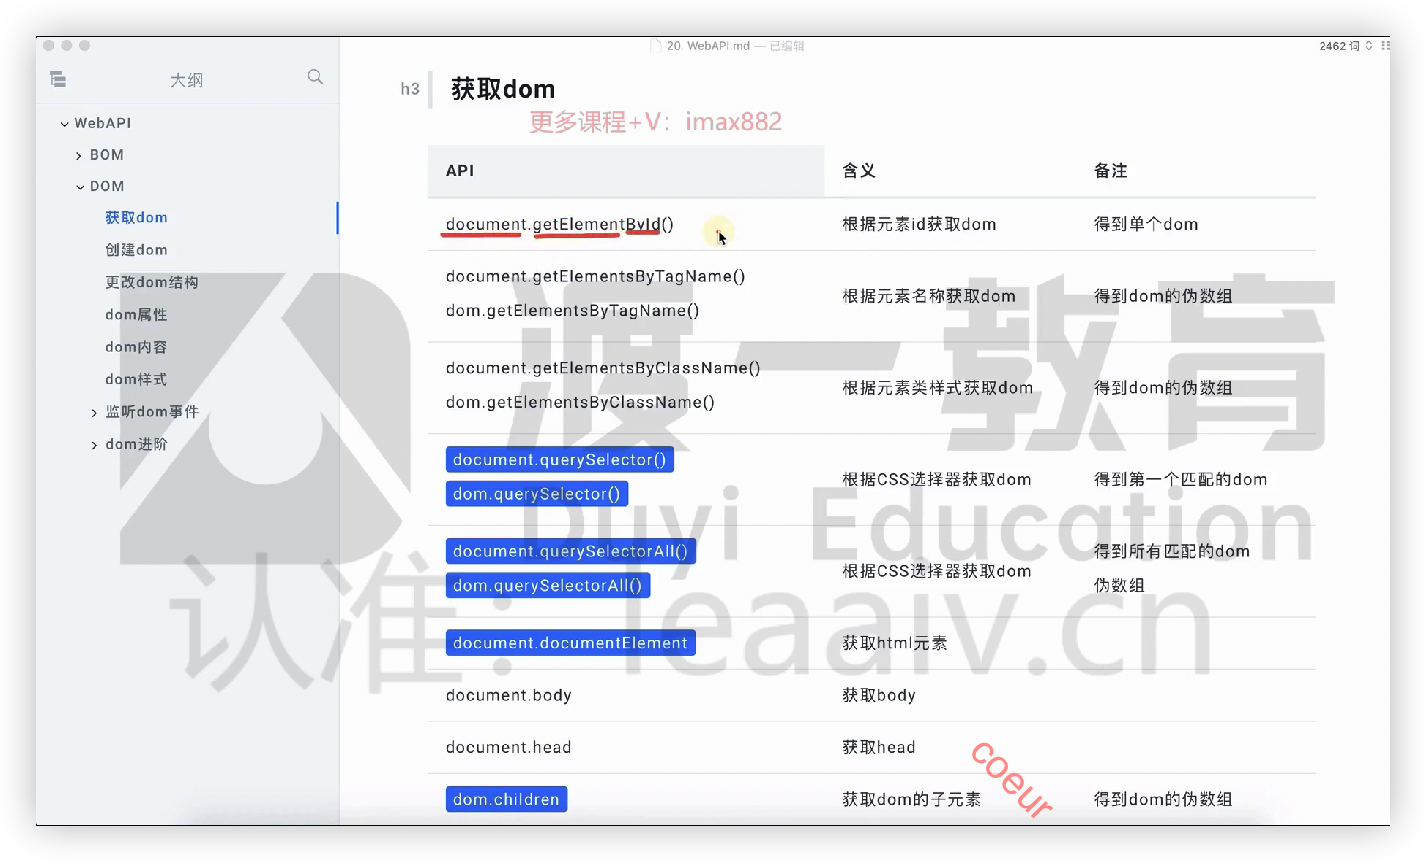 20. WebAPI.md — 已编辑
2462 词
大纲
WebAPI
BOM
DOM
获取dom
创建dom
更改dom结构
dom属性
dom内容
dom样式
监听dom事件
dom进阶
h3
获取dom
更多课程+V：imax882
API 含义 备注
document.getElementById() 根据元素id获取dom 得到单个dom
document.getElementsByTagName()
dom.getElementsByTagName()
根据元素名称获取dom 得到dom的伪数组
document.getElementsByClassName()
dom.getElementsByClassName()
根据元素类样式获取dom 得到dom的伪数组
document.querySelector()
dom.querySelector()
根据CSS选择器获取dom 得到第一个匹配的dom
document.querySelectorAll()
dom.querySelectorAll()
根据CSS选择器获取dom
得到所有匹配的dom
伪数组
document.documentElement 获取html元素
document.body 获取body
document.head 获取head
dom.children 获取dom的子元素 得到dom的伪数组
渡一教育
Duyi Education
认准：leaaiv.cn
coeur